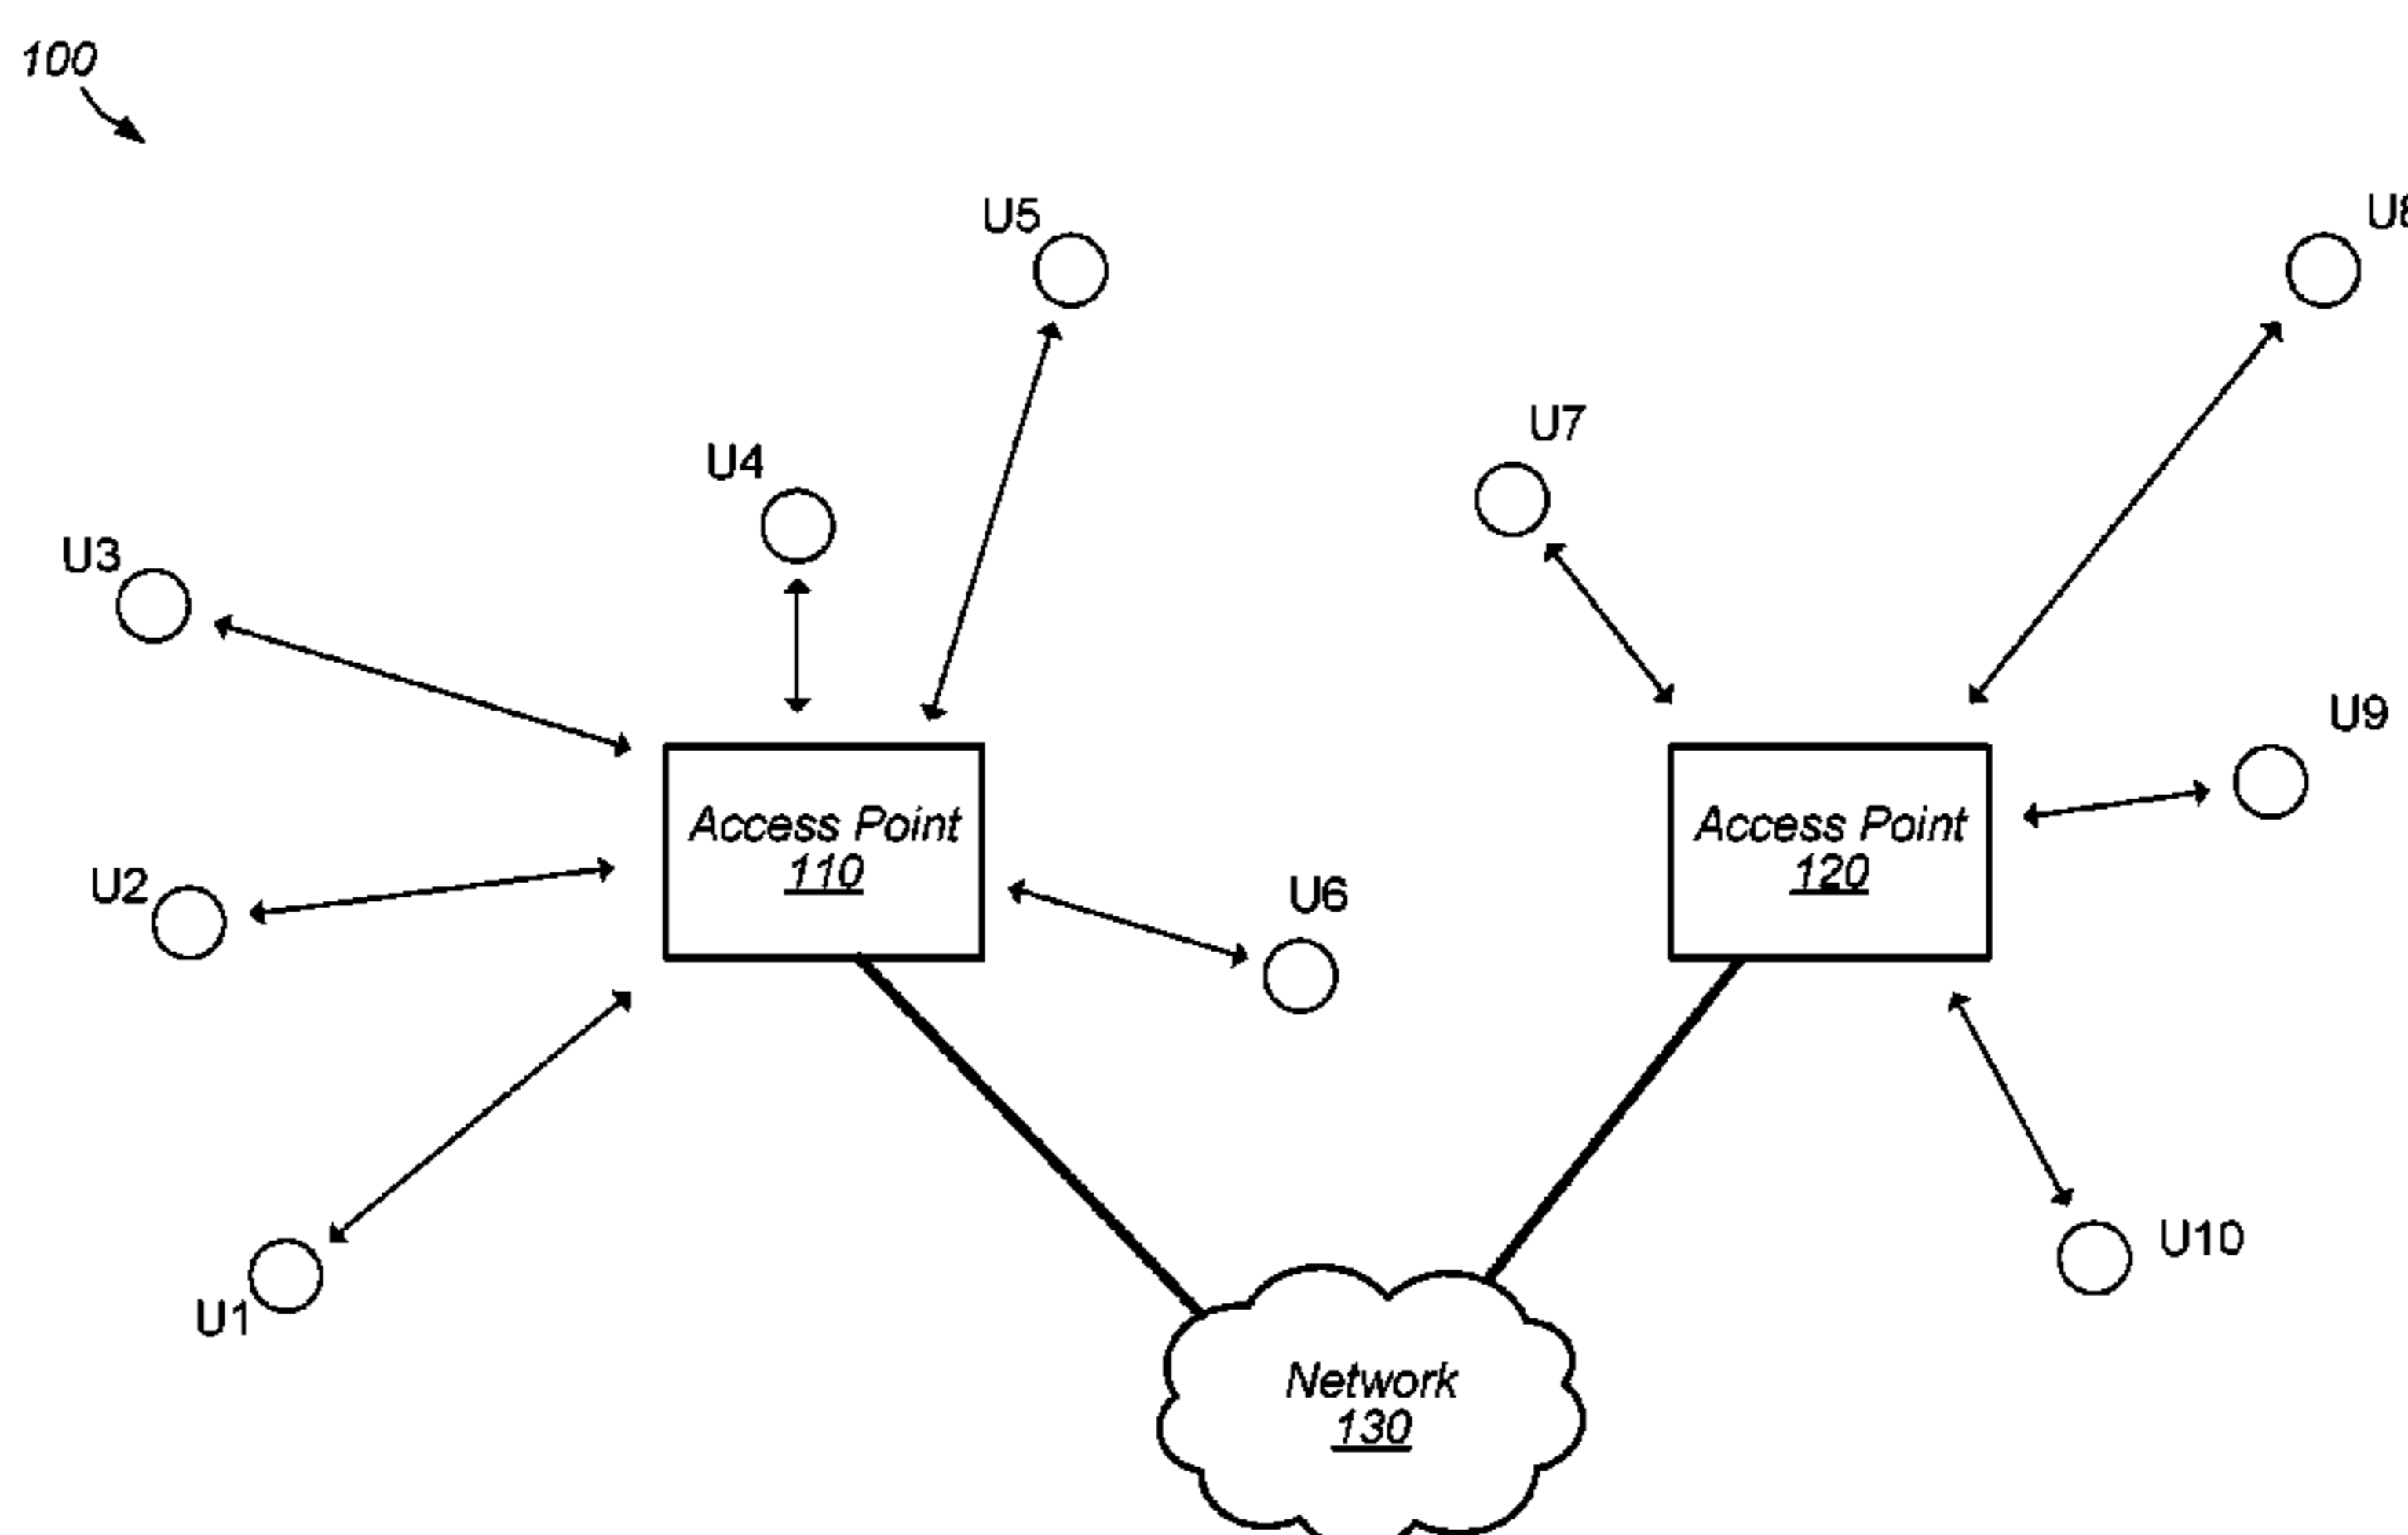 100
U5
U8
U7
U4
U3
U9
Access Point
110
Access Point
120
U2
U6
U10
U1
Network
130